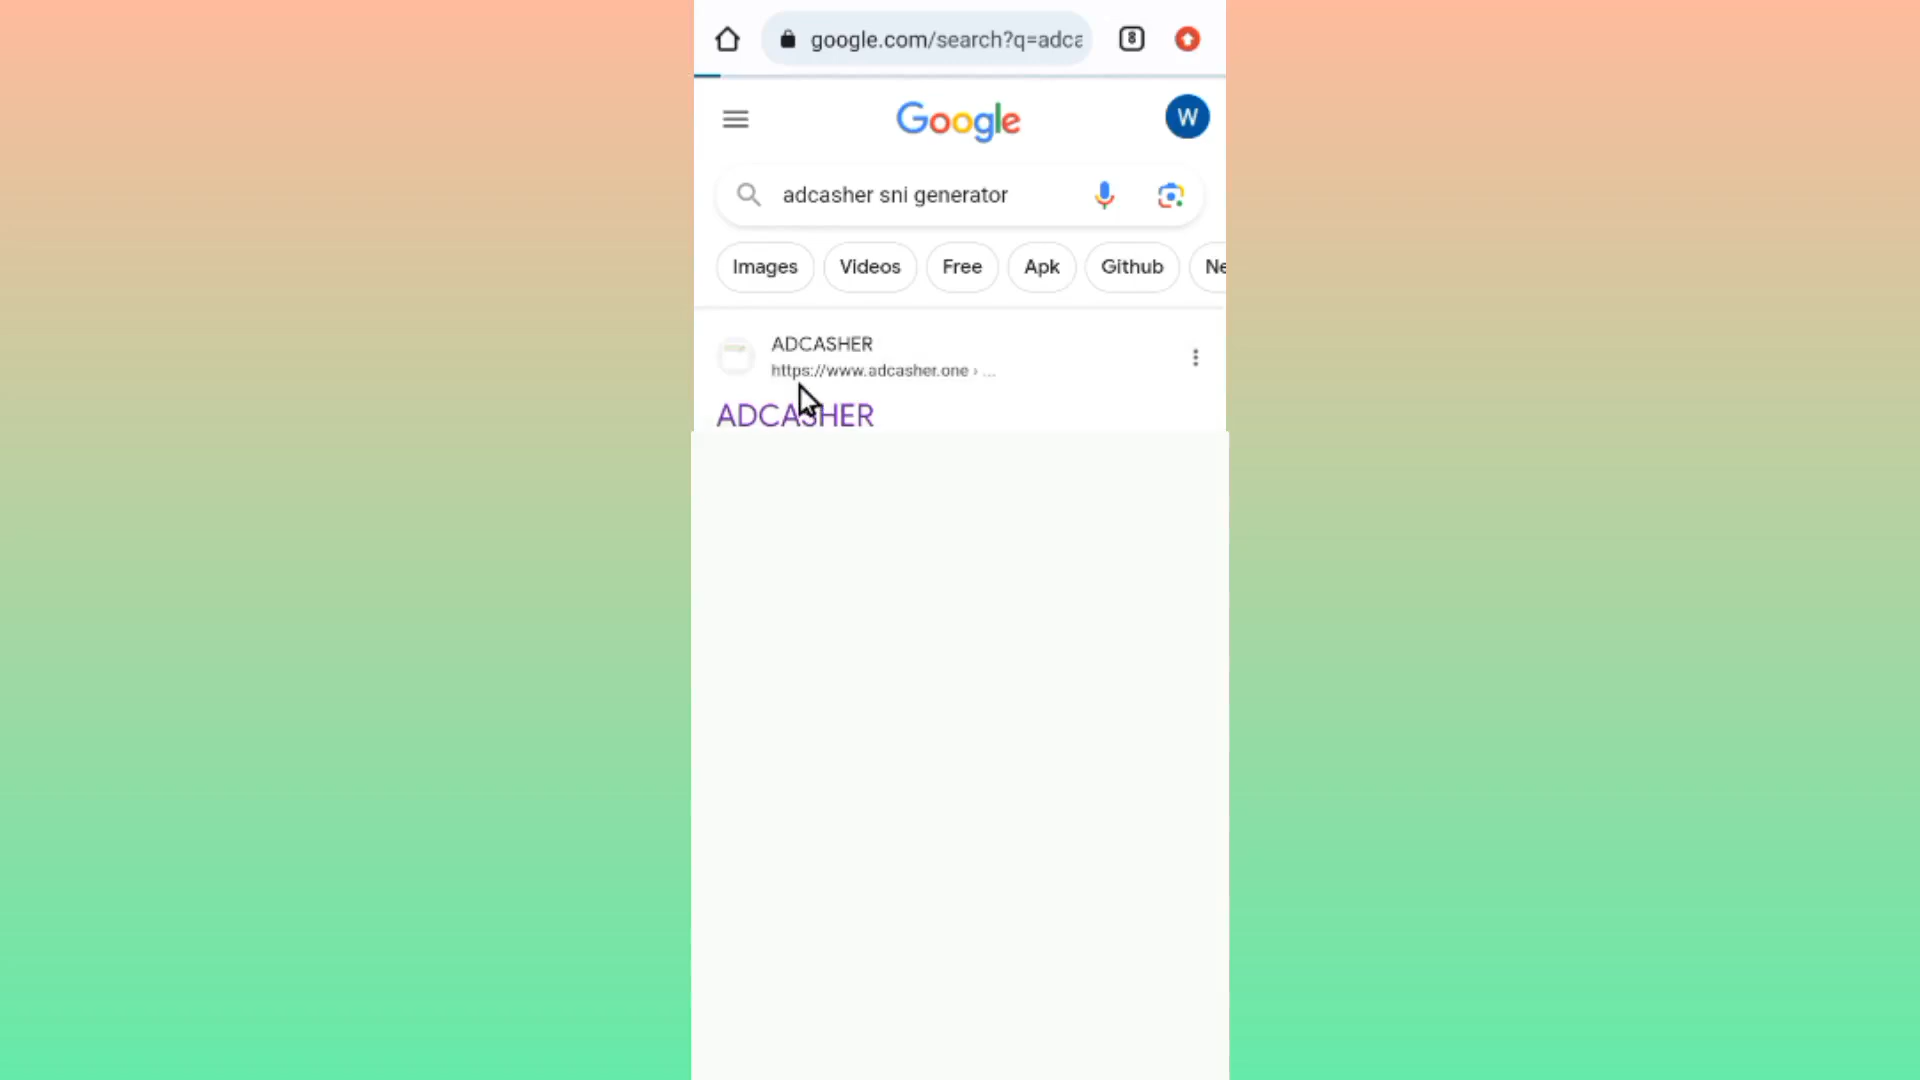 google.com/search?q=adca
8
Google
W
adcasher sni generator
Images
Videos
Free
Apk
Github
Ne
ADCASHER
https://www.adcasher.one › ...
ADCASHER